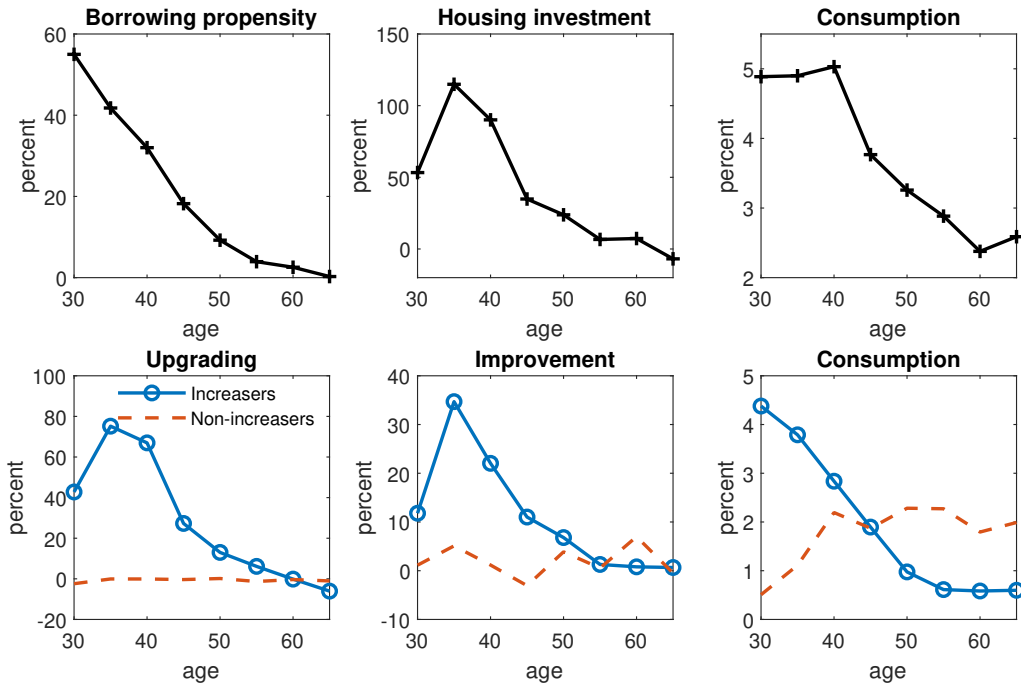 Borrowing propensity
60
40
20
0
percent
30 40 50 60
age
Housing investment
150
100
50
0
percent
30 40 50 60
age
Consumption
5
4
3
2
percent
30 40 50 60
age
Upgrading
100
80
60
40
20
0
-20
percent
Increasers
Non-increasers
30 40 50 60
age
Improvement
40
30
20
10
0
-10
percent
30 40 50 60
age
Consumption
5
4
3
2
1
0
percent
30 40 50 60
age